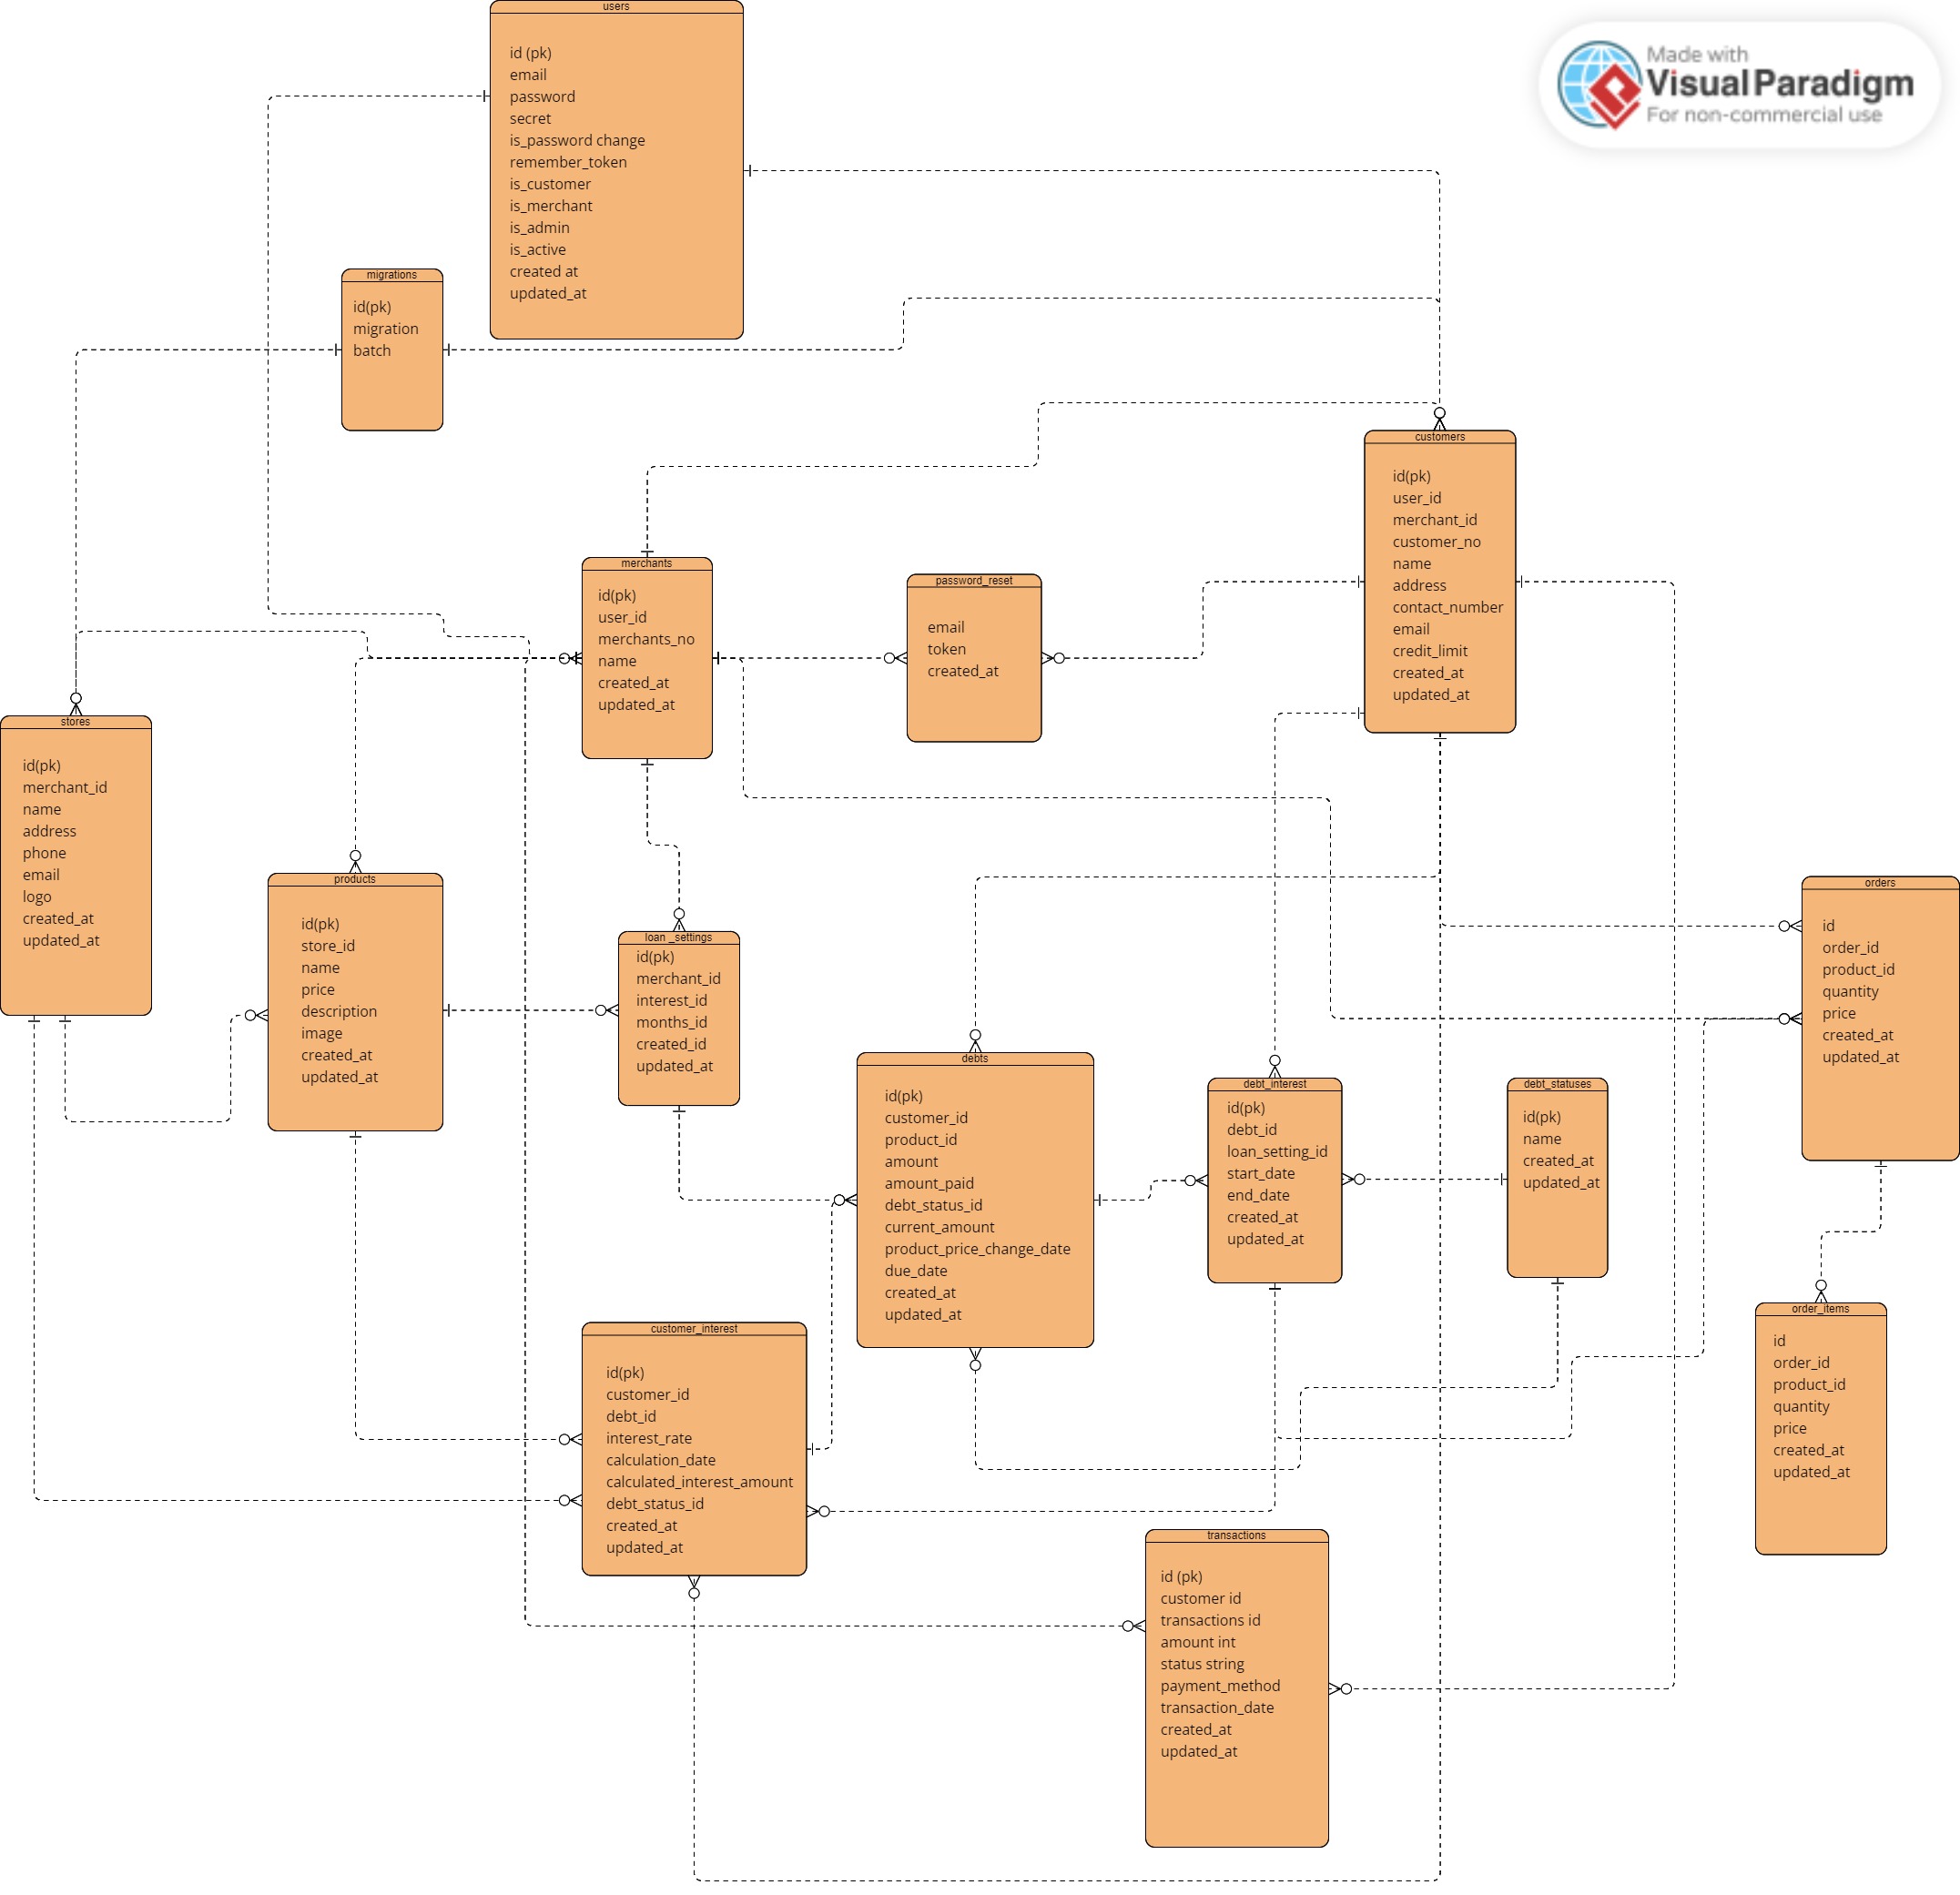 users
id (pk)
email
password
secret
is_password change
remember_token
is_customer
is_merchant
is_admin
is_active
created at
updated_at
Made with
Visual Paradigm
For non-commercial use
migrations
id(pk)
migration
batch
customers
id(pk)
user_id
merchant_id
customer_no
name
address
contact_number
email
credit_limit
created_at
updated_at
merchants
id(pk)
user_id
merchants_no
name
created_at
updated_at
password_reset
email
token
created_at
stores
id(pk)
merchant_id
name
address
phone
email
logo
created_at
updated_at
products
id(pk)
store_id
name
price
description
image
created_at
updated_at
loan _settings
id(pk)
merchant_id
interest_id
months_id
created_id
updated_at
orders
id
order_id
product_id
quantity
price
created_at
updated_at
debts
id(pk)
customer_id
product_id
amount
amount_paid
debt_status_id
current_amount
product_price_change_date
due_date
created_at
updated_at
debt_interest
id(pk)
debt_id
loan_setting_id
start_date
end_date
created_at
updated_at
debt_statuses
id(pk)
name
created_at
updated_at
order_items
id
order_id
product_id
quantity
price
created_at
updated_at
customer_interest
id(pk)
customer_id
debt_id
interest_rate
calculation_date
calculated_interest_amount
debt_status_id
created_at
updated_at
transactions
id (pk)
customer id
transactions id
amount int
status string
payment_method
transaction_date
created_at
updated_at